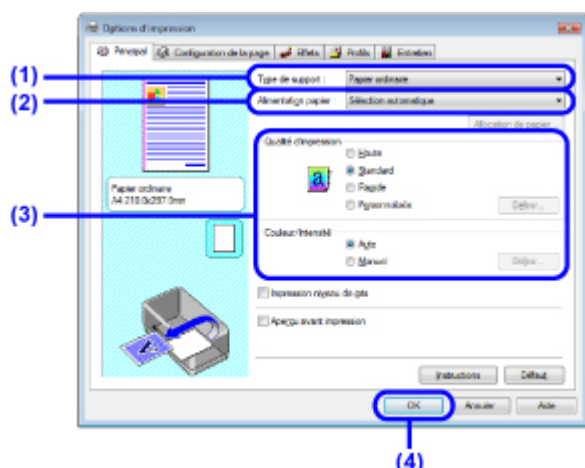 Options d'impression
Principal Configuration de la page Effets Profils Entretien
(1) Type de support : Papier ordinaire
(2) Alimentation papier Sélection automatique
Allocation de papier...
Qualité d'impression
Haute
Standard
Rapide
Personnalisée Définir...
(3)
Papier ordinaire
A4 210.0x297.0mm
Couleur/Intensité
Auto
Manuel Définir...
Impression niveau de gris
Aperçu avant impression
Instructions Défaut
OK Annuler Aide
(4)